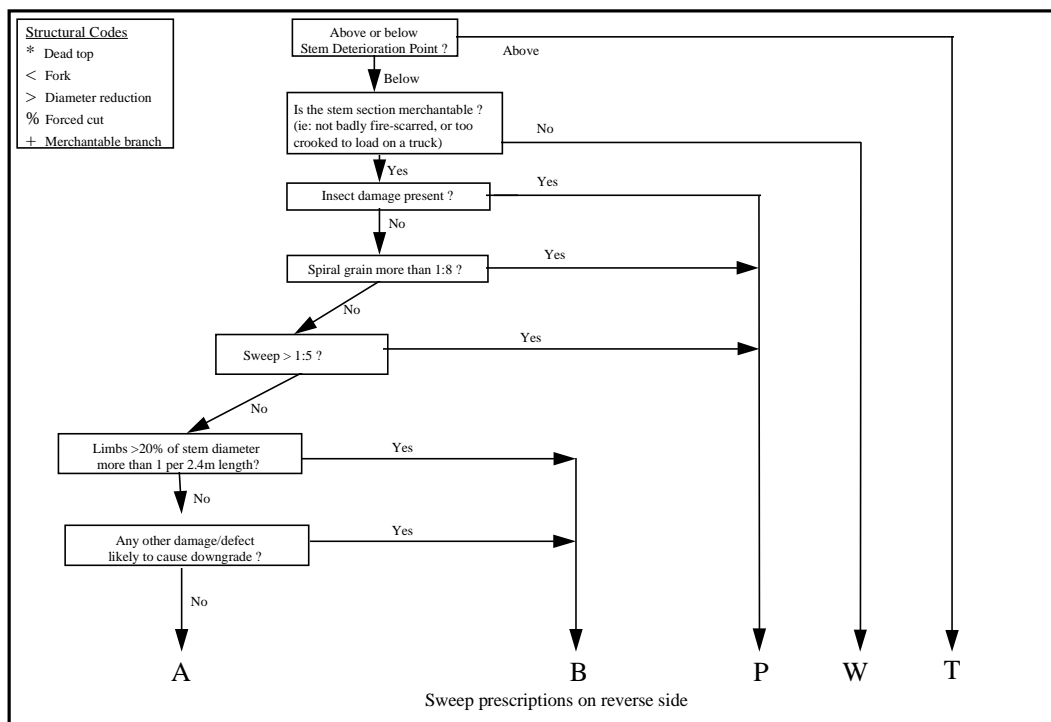 Structural Codes
* Dead top
< Fork
> Diameter reduction
% Forced cut
+ Merchantable branch
Above or below
Stem Deterioration Point ?
Above
Below
Is the stem section merchantable ?
(ie: not badly fire-scarred, or too
crooked to load on a truck)
No
Yes
Insect damage present ?
Yes
No
Spiral grain more than 1:8 ?
Yes
No
Sweep > 1:5 ?
Yes
No
Limbs >20% of stem diameter
more than 1 per 2.4m length?
Yes
No
Any other damage/defect
likely to cause downgrade ?
Yes
No
A
B
P
W
T
Sweep prescriptions on reverse side